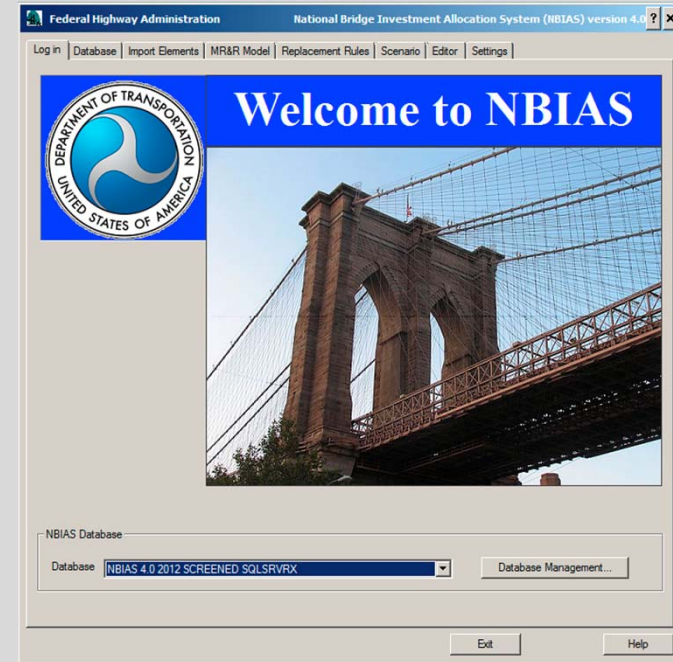 Federal Highway Administration National Bridge Investment Allocation System (NBIAS) version 4.0
Log in Database Import Elements MR&R Model Replacement Rules Scenario Editor Settings
DEPARTMENT OF TRANSPORTATION
UNITED STATES OF AMERICA
Welcome to NBIAS
NBIAS Database
Database NBIAS 4.0 2012 SCREENED SQLSRVRX Database Management...
Exit Help